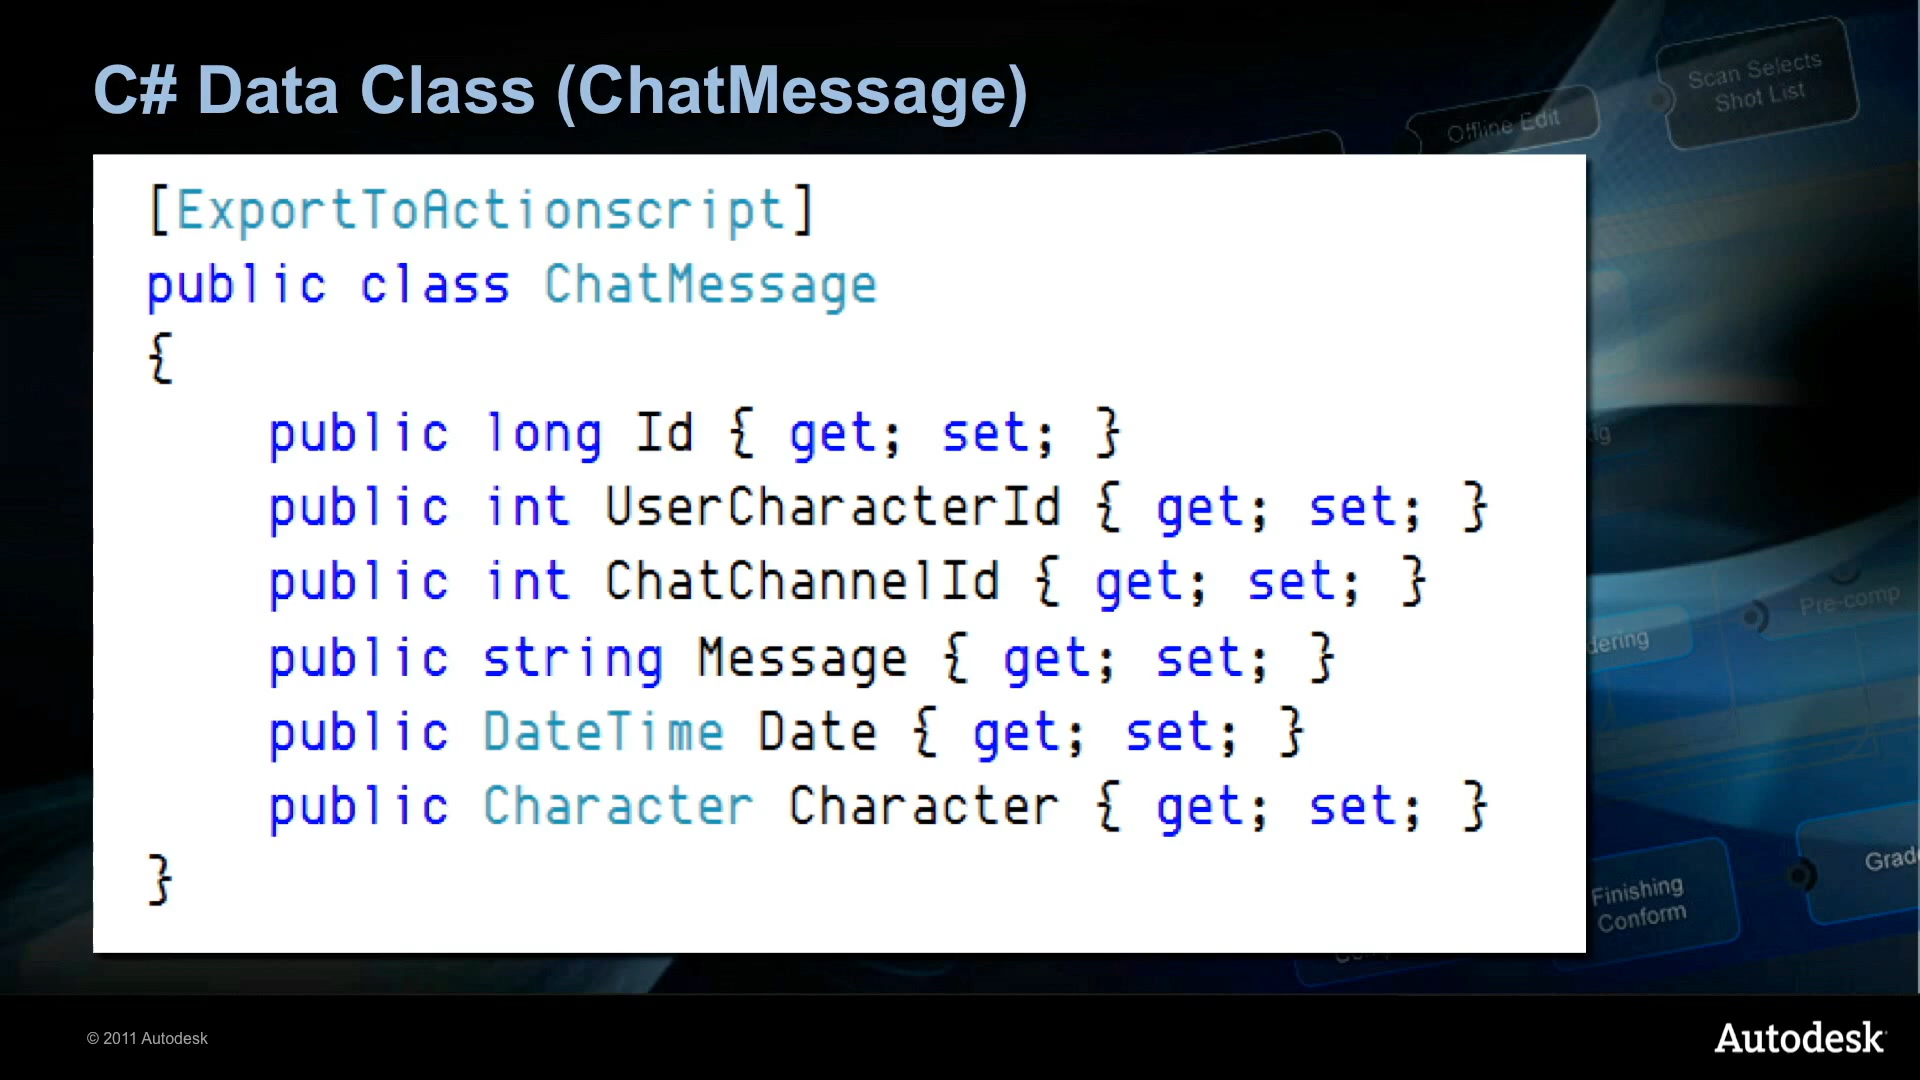 C# Data Class (ChatMessage)
Scan Selects
Shot List
Offline Edit
[ExportToActionscript]
public class ChatMessage
{
public long Id { get; set; }
public int UserCharacterId { get; set; }
public int ChatChannelId { get; set; }
public string Message { get; set; }
public DateTime Date { get; set; }
public Character Character { get; set; }
}
Pre-comp
dering
Grade
Finishing
Conform
© 2011 Autodesk
Autodesk